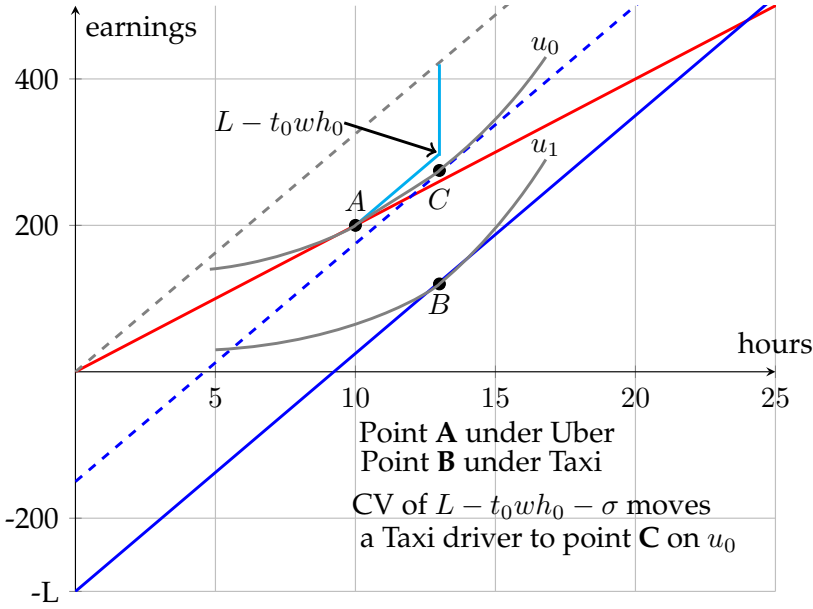 earnings
400
u₀
L − t₀wh₀
u₁
A
C
200
B
hours
5
10
15
20
25
Point A under Uber
Point B under Taxi
CV of L − t₀wh₀ − σ moves
-200
a Taxi driver to point C on u₀
-L